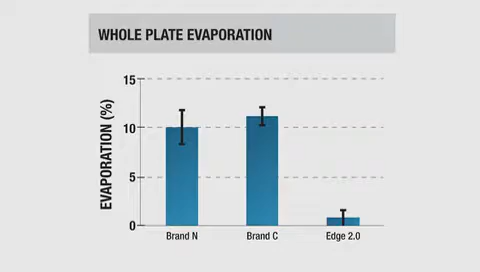 WHOLE PLATE EVAPORATION
EVAPORATION (%)
15
10
5
0
Brand N
Brand C
Edge 2.0